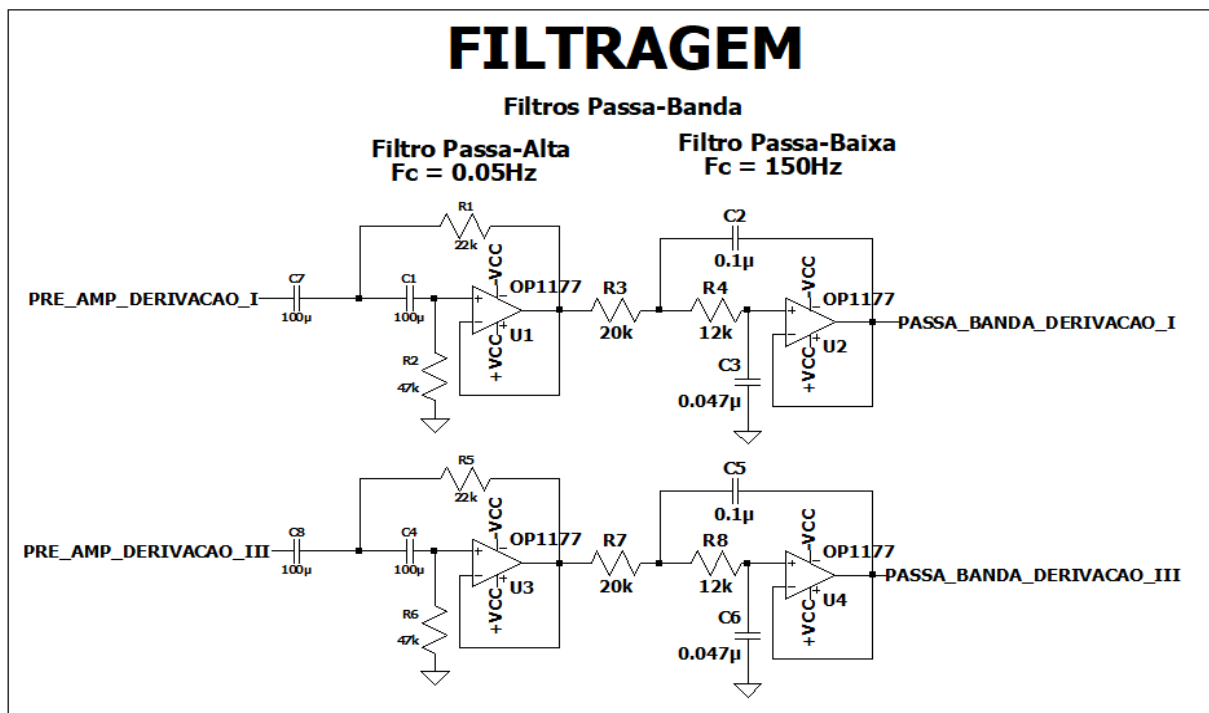 FILTRAGEM
Filtros Passa-Banda
Filtro Passa-Alta
Fc = 0.05Hz
Filtro Passa-Baixa
Fc = 150Hz
R1
22k
C2
0.1µ
PRE_AMP_DERIVACAO_I
C7
100µ
C1
100µ
R2
47k
-VCC
OP1177
U1
+VCC
R3
20k
R4
12k
C3
0.047µ
-VCC
OP1177
U2
+VCC
PASSA_BANDA_DERIVACAO_I
R5
22k
C5
0.1µ
PRE_AMP_DERIVACAO_III
C8
100µ
C4
100µ
R6
47k
-VCC
OP1177
U3
+VCC
R7
20k
R8
12k
C6
0.047µ
-VCC
OP1177
U4
+VCC
PASSA_BANDA_DERIVACAO_III